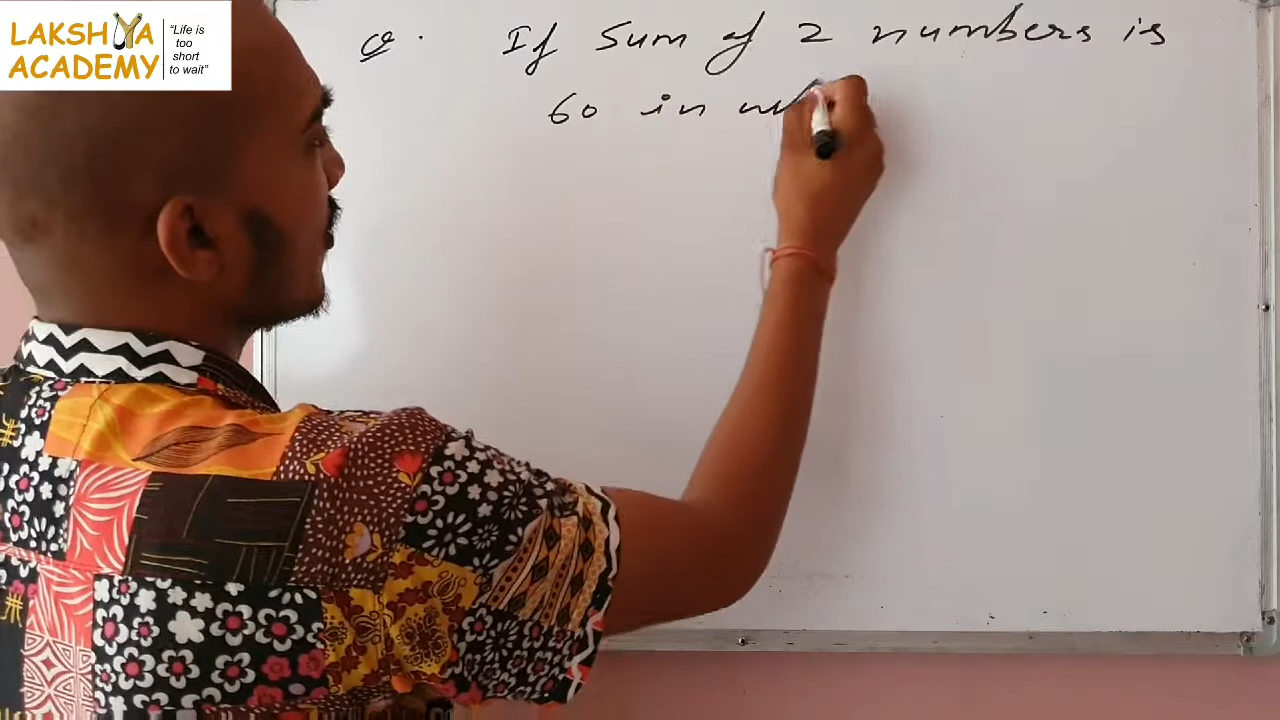 LAKSHYA
ACADEMY
"Life is
too
short
to wait"
Q. If Sum of 2 numbers is
60 in